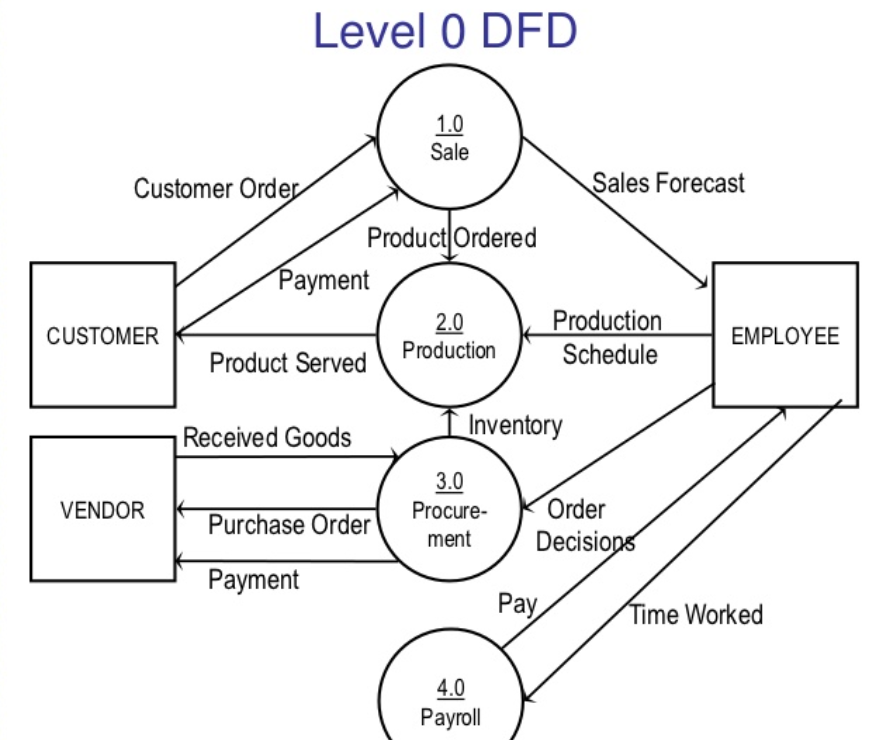 Level 0 DFD
1.0
Sale
Customer Order
Sales Forecast
Product Ordered
Payment
CUSTOMER
2.0
Production
Production
Schedule
EMPLOYEE
Product Served
Inventory
Received Goods
VENDOR
3.0
Procure-
ment
Purchase Order
Order
Decisions
Payment
Pay
Time Worked
4.0
Payroll